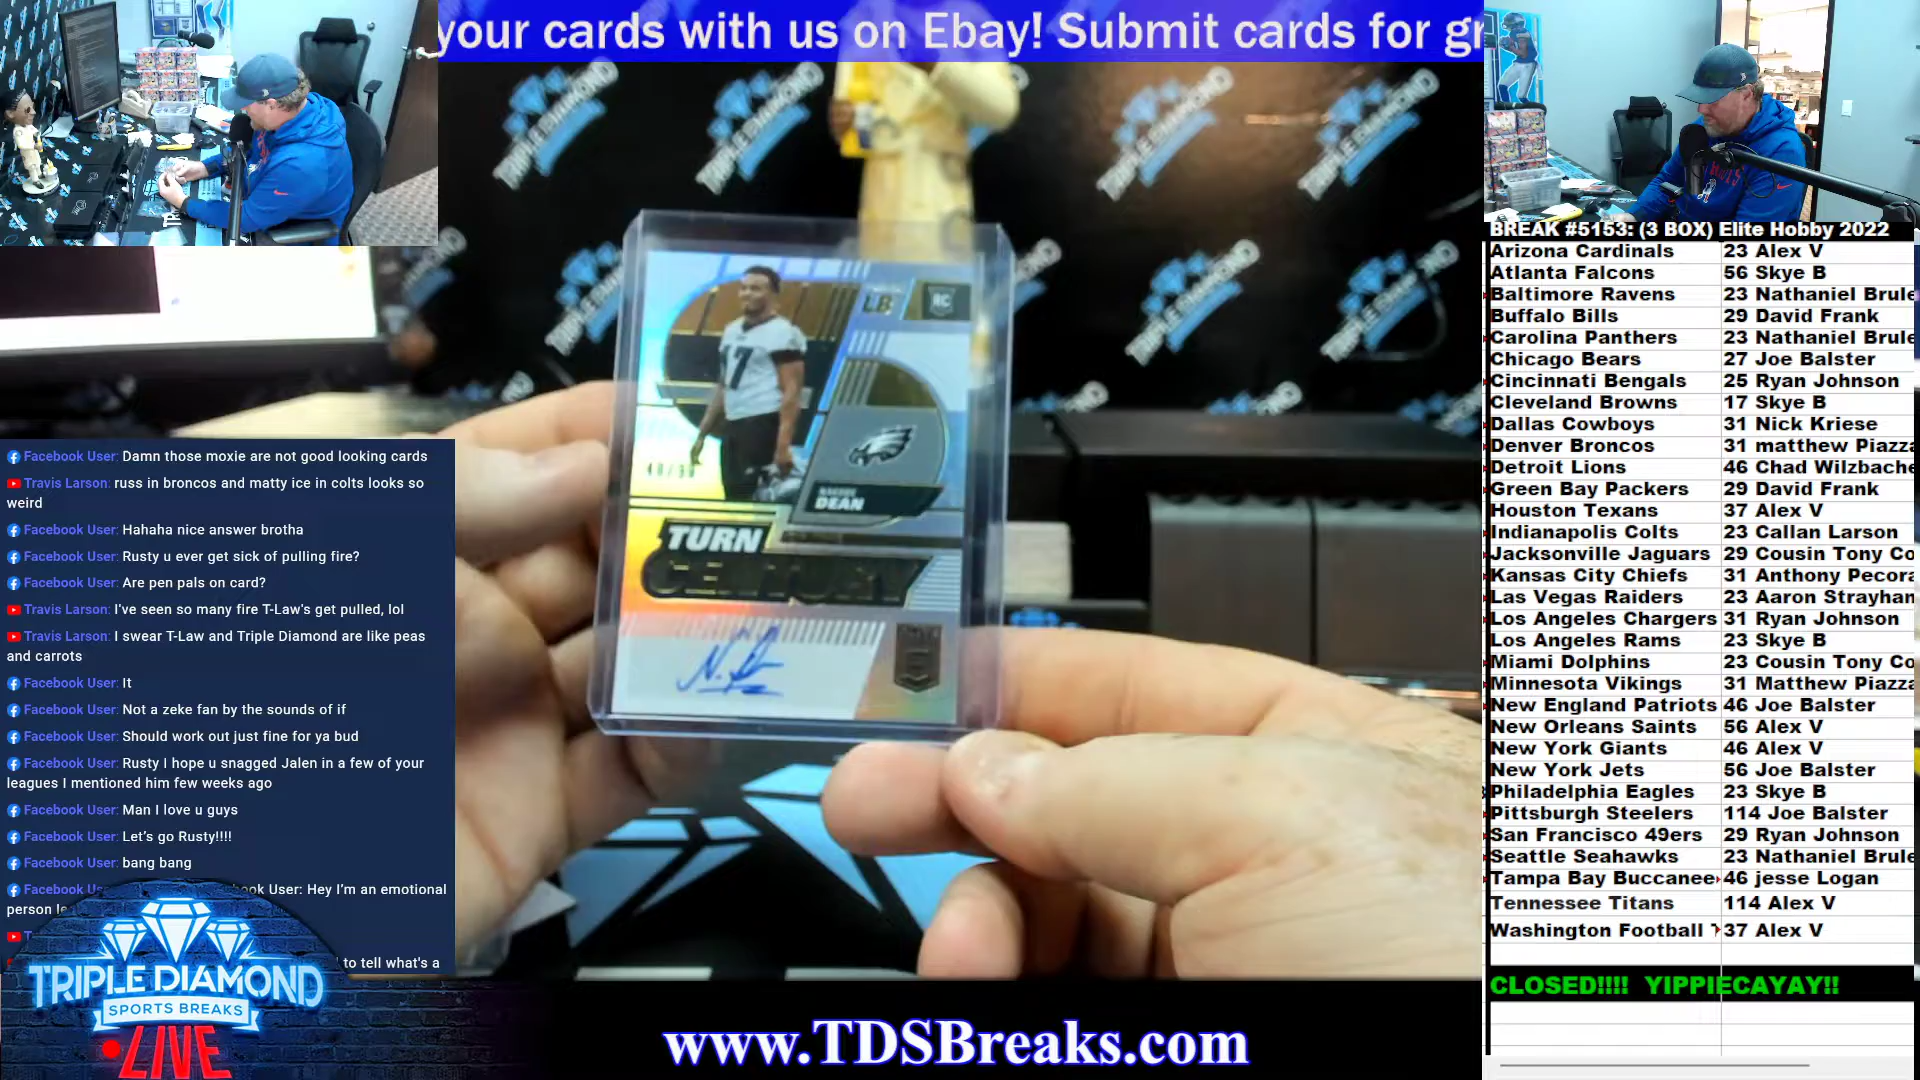 your cards with us on Ebay! Submit cards for gr
TRIPLE DIAMOND
LB
RC
17
DEAN
TURN
CENTURY
N. D
Facebook User: Damn those moxie are not good looking cards
Travis Larson: russ in broncos and matty ice in colts looks so
weird
Facebook User: Hahaha nice answer brotha
Facebook User: Rusty u ever get sick of pulling fire?
Facebook User: Are pen pals on card?
Travis Larson: I've seen so many fire T-Law's get pulled, lol
Travis Larson: I swear T-Law and Triple Diamond are like peas
and carrots
Facebook User: It
Facebook User: Not a zeke fan by the sounds of if
Facebook User: Should work out just fine for ya bud
Facebook User: Rusty I hope u snagged Jalen in a few of your
leagues I mentioned him few weeks ago
Facebook User: Man I love u guys
Facebook User: Let's go Rusty!!!!
Facebook User: bang bang
Facebook Us ook User: Hey I'm an emotional
person le
T
to tell what's a
TRIPLE DIAMOND
SPORTS BREAKS
LIVE
www.TDSBreaks.com
BREAK #5153: (3 BOX) Elite Hobby 2022
Arizona Cardinals 23 Alex V
Atlanta Falcons 56 Skye B
Baltimore Ravens 23 Nathaniel Brule
Buffalo Bills 29 David Frank
Carolina Panthers 23 Nathaniel Brule
Chicago Bears 27 Joe Balster
Cincinnati Bengals 25 Ryan Johnson
Cleveland Browns 17 Skye B
Dallas Cowboys 31 Nick Kriese
Denver Broncos 31 matthew Piazza
Detroit Lions 46 Chad Wilzbache
Green Bay Packers 29 David Frank
Houston Texans 37 Alex V
Indianapolis Colts 23 Callan Larson
Jacksonville Jaguars 29 Cousin Tony Co
Kansas City Chiefs 31 Anthony Pecora
Las Vegas Raiders 23 Aaron Strayhan
Los Angeles Chargers 31 Ryan Johnson
Los Angeles Rams 23 Skye B
Miami Dolphins 23 Cousin Tony Co
Minnesota Vikings 31 Matthew Piazza
New England Patriots 46 Joe Balster
New Orleans Saints 56 Alex V
New York Giants 46 Alex V
New York Jets 56 Joe Balster
Philadelphia Eagles 23 Skye B
Pittsburgh Steelers 114 Joe Balster
San Francisco 49ers 29 Ryan Johnson
Seattle Seahawks 23 Nathaniel Brule
Tampa Bay Buccanee 46 jesse Logan
Tennessee Titans 114 Alex V
Washington Football T 37 Alex V
CLOSED!!!! YIPPIECAYAY!!